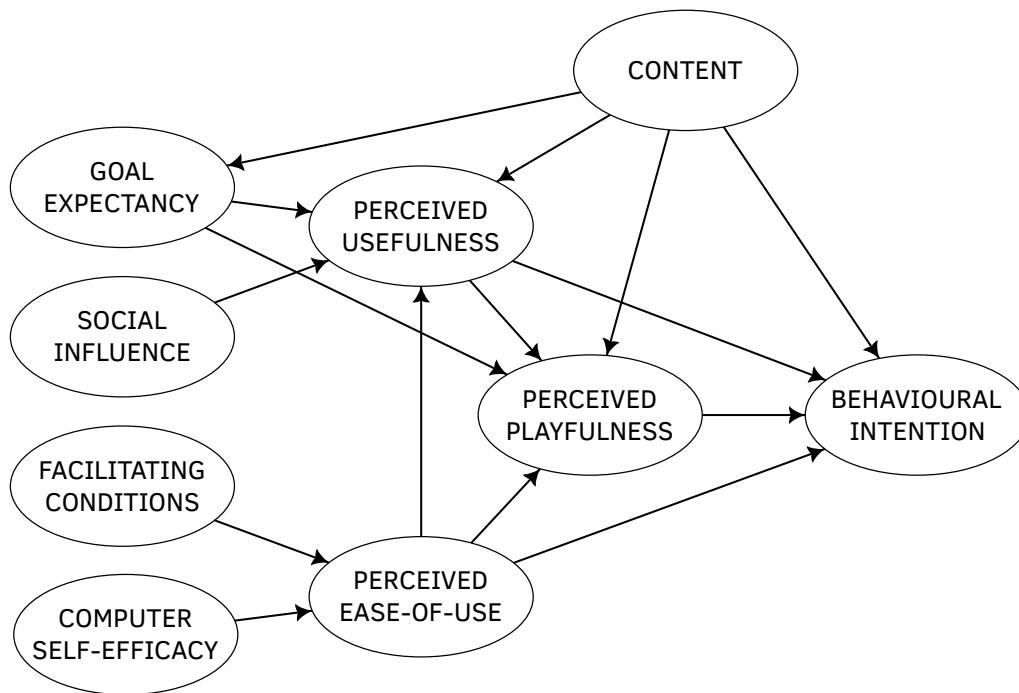 CONTENT
GOAL
EXPECTANCY
PERCEIVED
USEFULNESS
SOCIAL
INFLUENCE
PERCEIVED
PLAYFULNESS
BEHAVIOURAL
INTENTION
FACILITATING
CONDITIONS
PERCEIVED
EASE-OF-USE
COMPUTER
SELF-EFFICACY